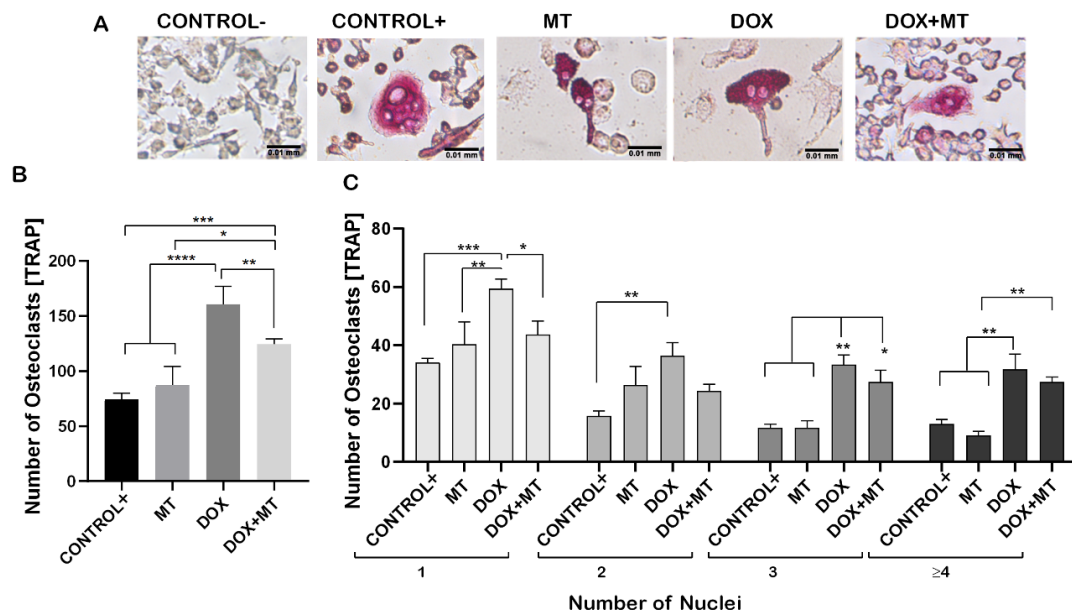 A
CONTROL- CONTROL+ MT DOX DOX+MT
0.01 mm 0.01 mm 0.01 mm 0.01 mm 0.01 mm
B
Number of Osteoclasts [TRAP]
200
150
100
50
0
***
*
**** **
CONTROL+ MT DOX DOX+MT
C
Number of Osteoclasts [TRAP]
80
60
40
20
0
*** *
**
**
** *
**
**
CONTROL+ MT DOX DOX+MT CONTROL+ MT DOX DOX+MT CONTROL+ MT DOX DOX+MT CONTROL+ MT DOX DOX+MT
1 2 3 ≥4
Number of Nuclei